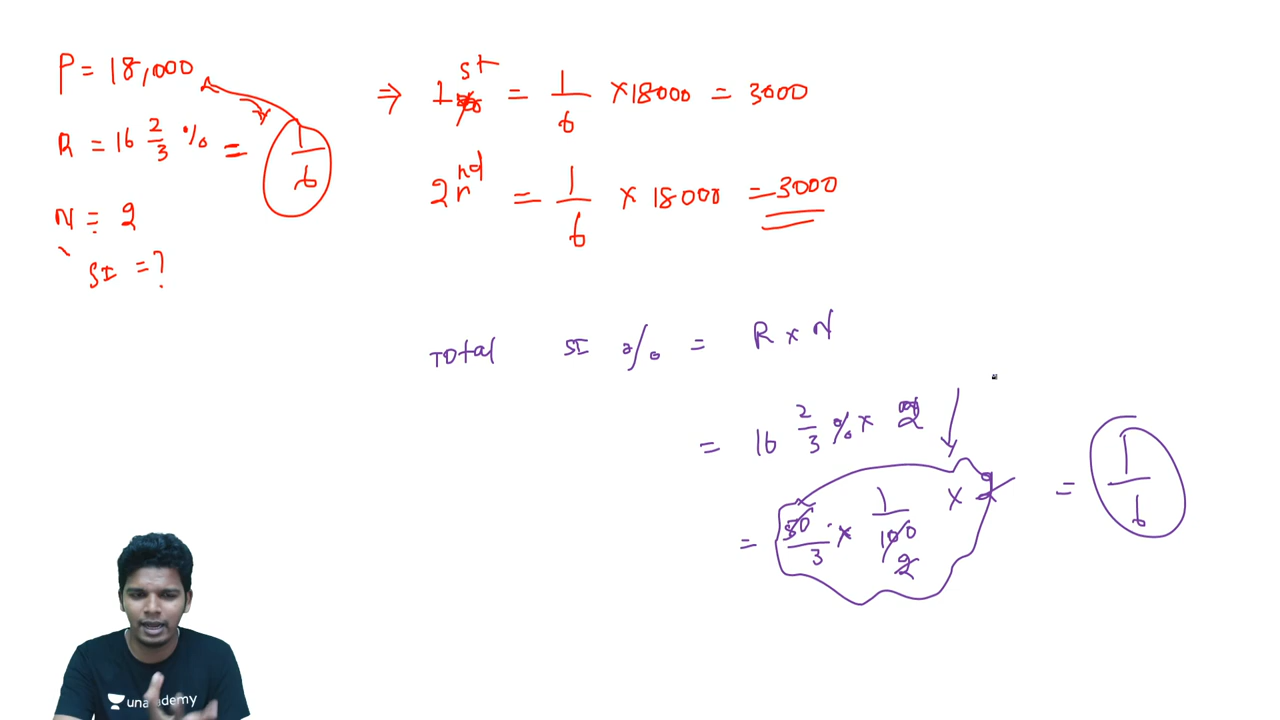 P = 18,000
R = 16 2/3 % = 1/6
N = 2
SI = ?
⇒ 1st = 1/6 × 18000 = 3000
2nd = 1/6 × 18000 = 3000
TOtal SI % = R × N
= 16 2/3 % × 2
= 50/3 × 1/100 × 2 = 1/6
2
unacademy